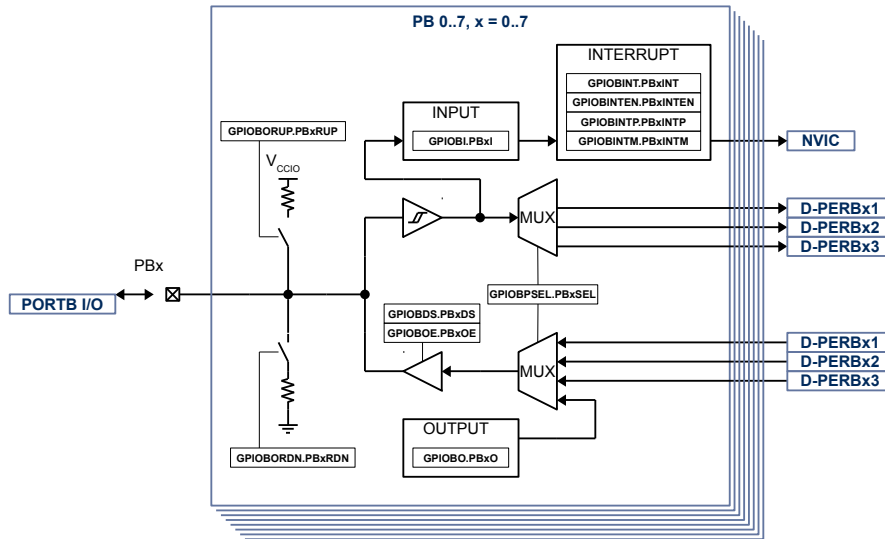 PB 0..7, x = 0..7
INTERRUPT
GPIOBINT.PBxINT
GPIOBINTEN.PBxINTEN
GPIOBINTP.PBxINTP
GPIOBINTM.PBxINTM
INPUT
GPIOBI.PBxI
NVIC
GPIOBORUP.PBxRUP
VCCIO
MUX
D-PERBx1
D-PERBx2
D-PERBx3
PBx
PORTB I/O
GPIOBPSEL.PBxSEL
GPIOBDS.PBxDS
GPIOBOE.PBxOE
MUX
D-PERBx1
D-PERBx2
D-PERBx3
OUTPUT
GPIOBO.PBxO
GPIOBORDN.PBxRDN